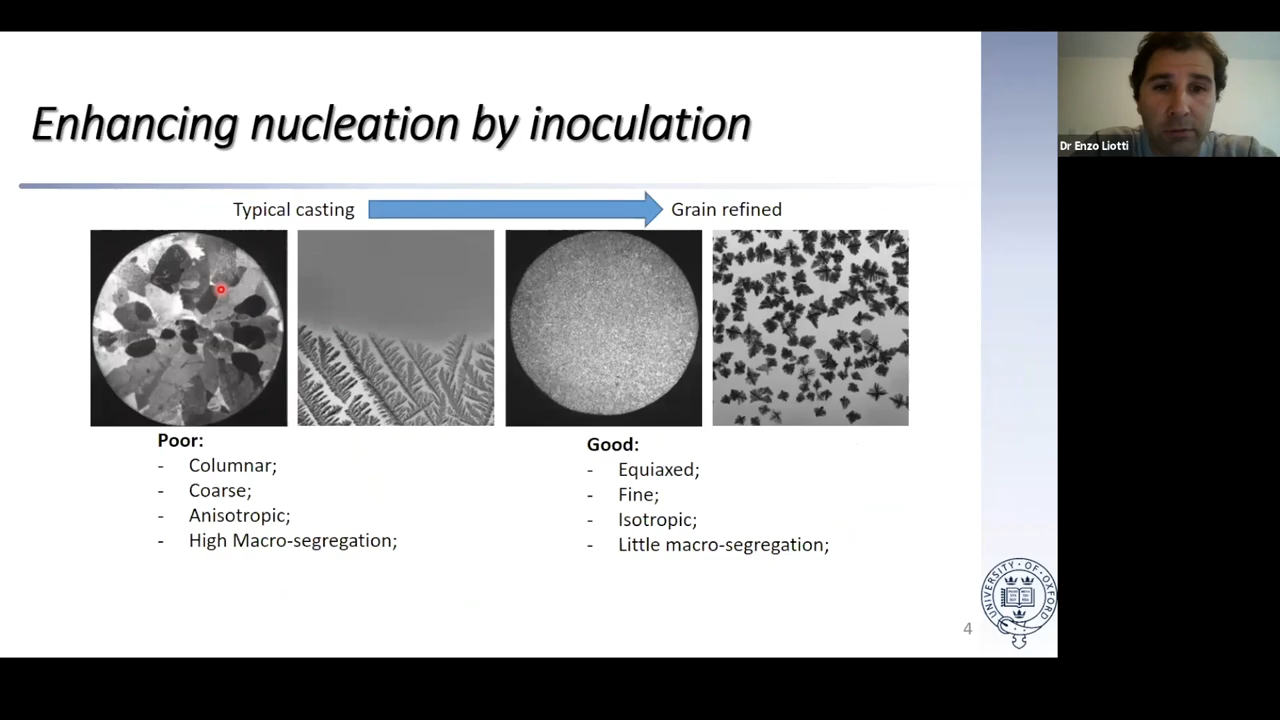 Enhancing nucleation by inoculation
Dr Enzo Liotti
Typical casting
Grain refined
Poor:
- Columnar;
- Coarse;
- Anisotropic;
- High Macro-segregation;
Good:
- Equiaxed;
- Fine;
- Isotropic;
- Little macro-segregation;
UNIVERSITY OF OXFORD
4